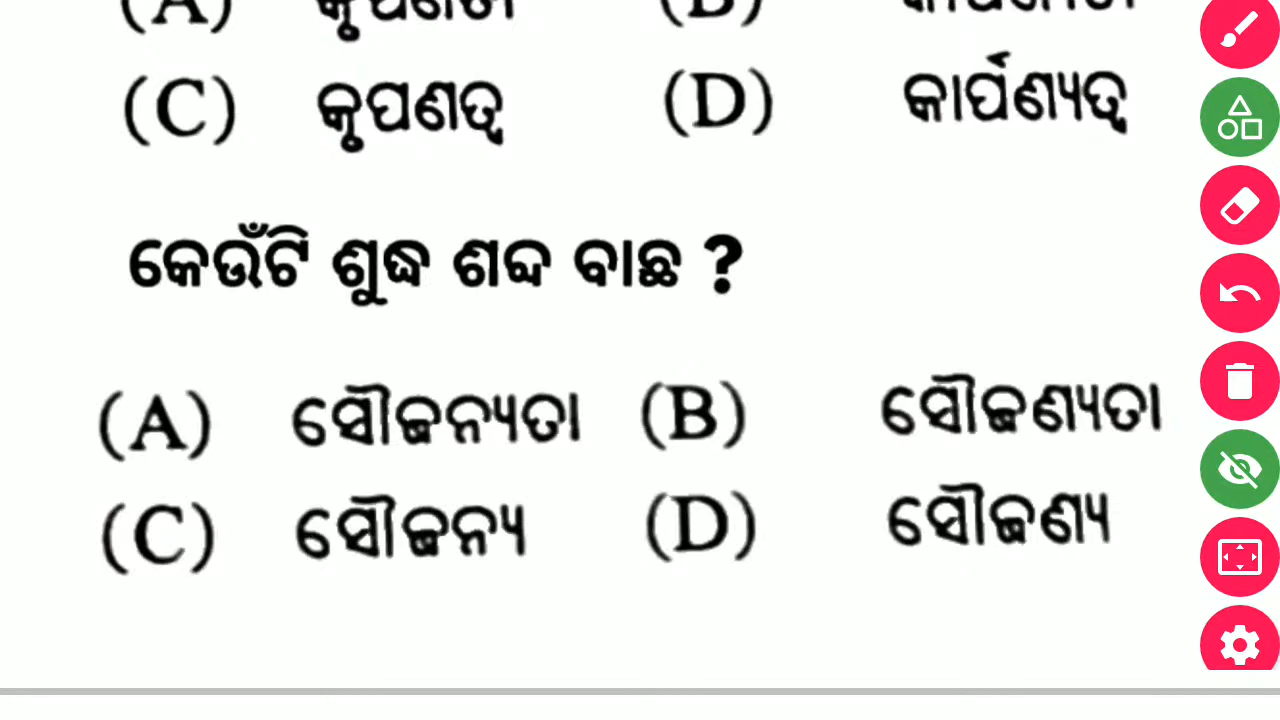 (A) (B)
(C) କୃପଣତ୍ୱ (D) କାର୍ପଣ୍ୟତ୍ୱ
କେଉଁଟି ଶୁଦ୍ଧ ଶବ୍ଦ ବାଛ ?
(A) ସୌଜନ୍ୟତା (B) ସୌଜଣ୍ୟତା
(C) ସୌଜନ୍ୟ (D) ସୌଜଣ୍ୟ